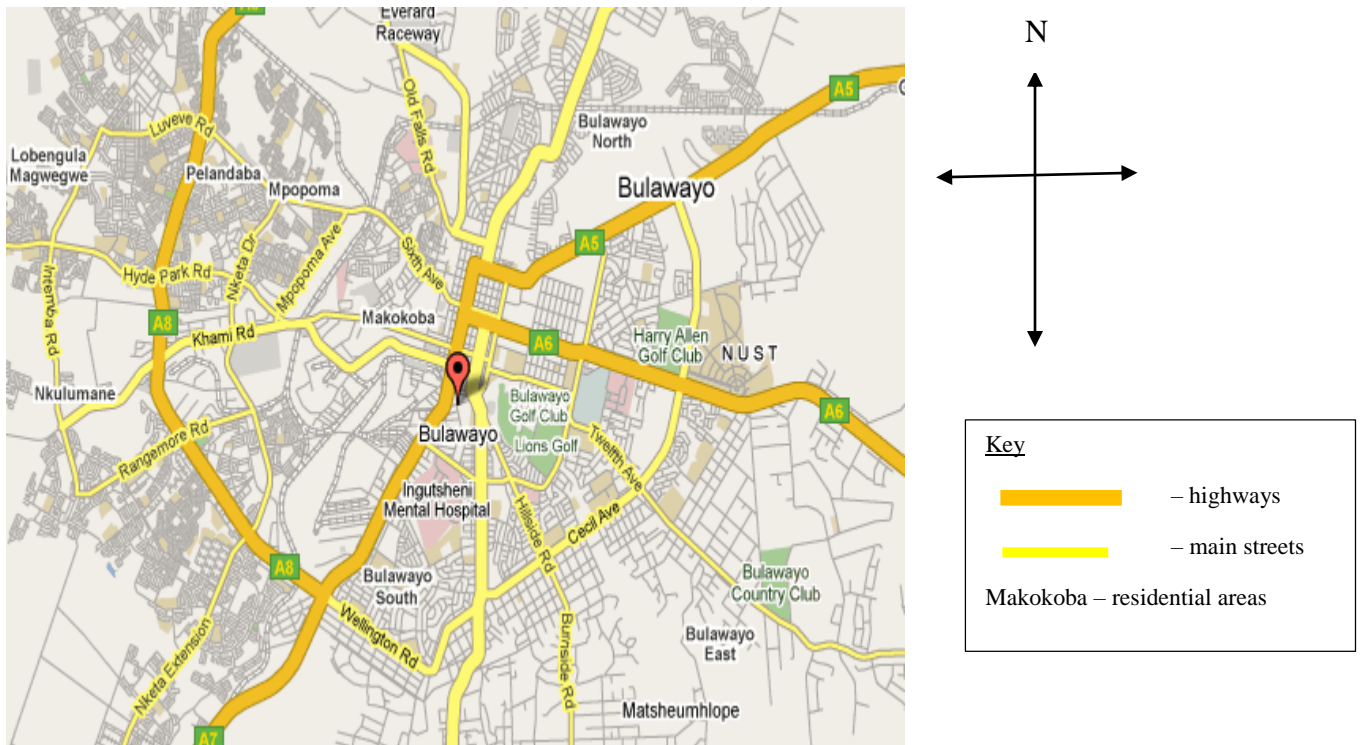 Everard
Raceway
A5
Old Falls Rd
Bulawayo
North
Luveve Rd
Lobengula
Magwegwe
Pelandaba
Mpopoma
Bulawayo
Nketa Dr
Mpopoma Ave
Sixth Ave
A5
Hyde Park Rd
Intemba Rd
A8
Khami Rd
Makokoba
A6
Harry Allen
Golf Club
NUST
Nkulumane
Bulawayo
Golf Club
A6
Bulawayo
Lions Golf
Twelfth Ave
Rangemore Rd
Ingutsheni
Mental Hospital
Hillside Rd
Cecil Ave
A8
Bulawayo
South
Bulawayo
Country Club
Wellington Rd
Burnside Rd
Bulawayo
East
Nketa Extension
Matsheumhlope
A7
N
Key
– highways
– main streets
Makokoba – residential areas